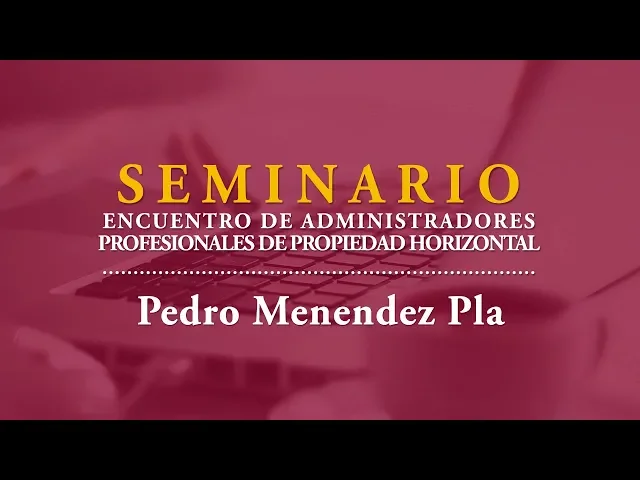 SEMINARIO
ENCUENTRO DE ADMINISTRADORES
PROFESIONALES DE PROPIEDAD HORIZONTAL
Pedro Menendez Pla